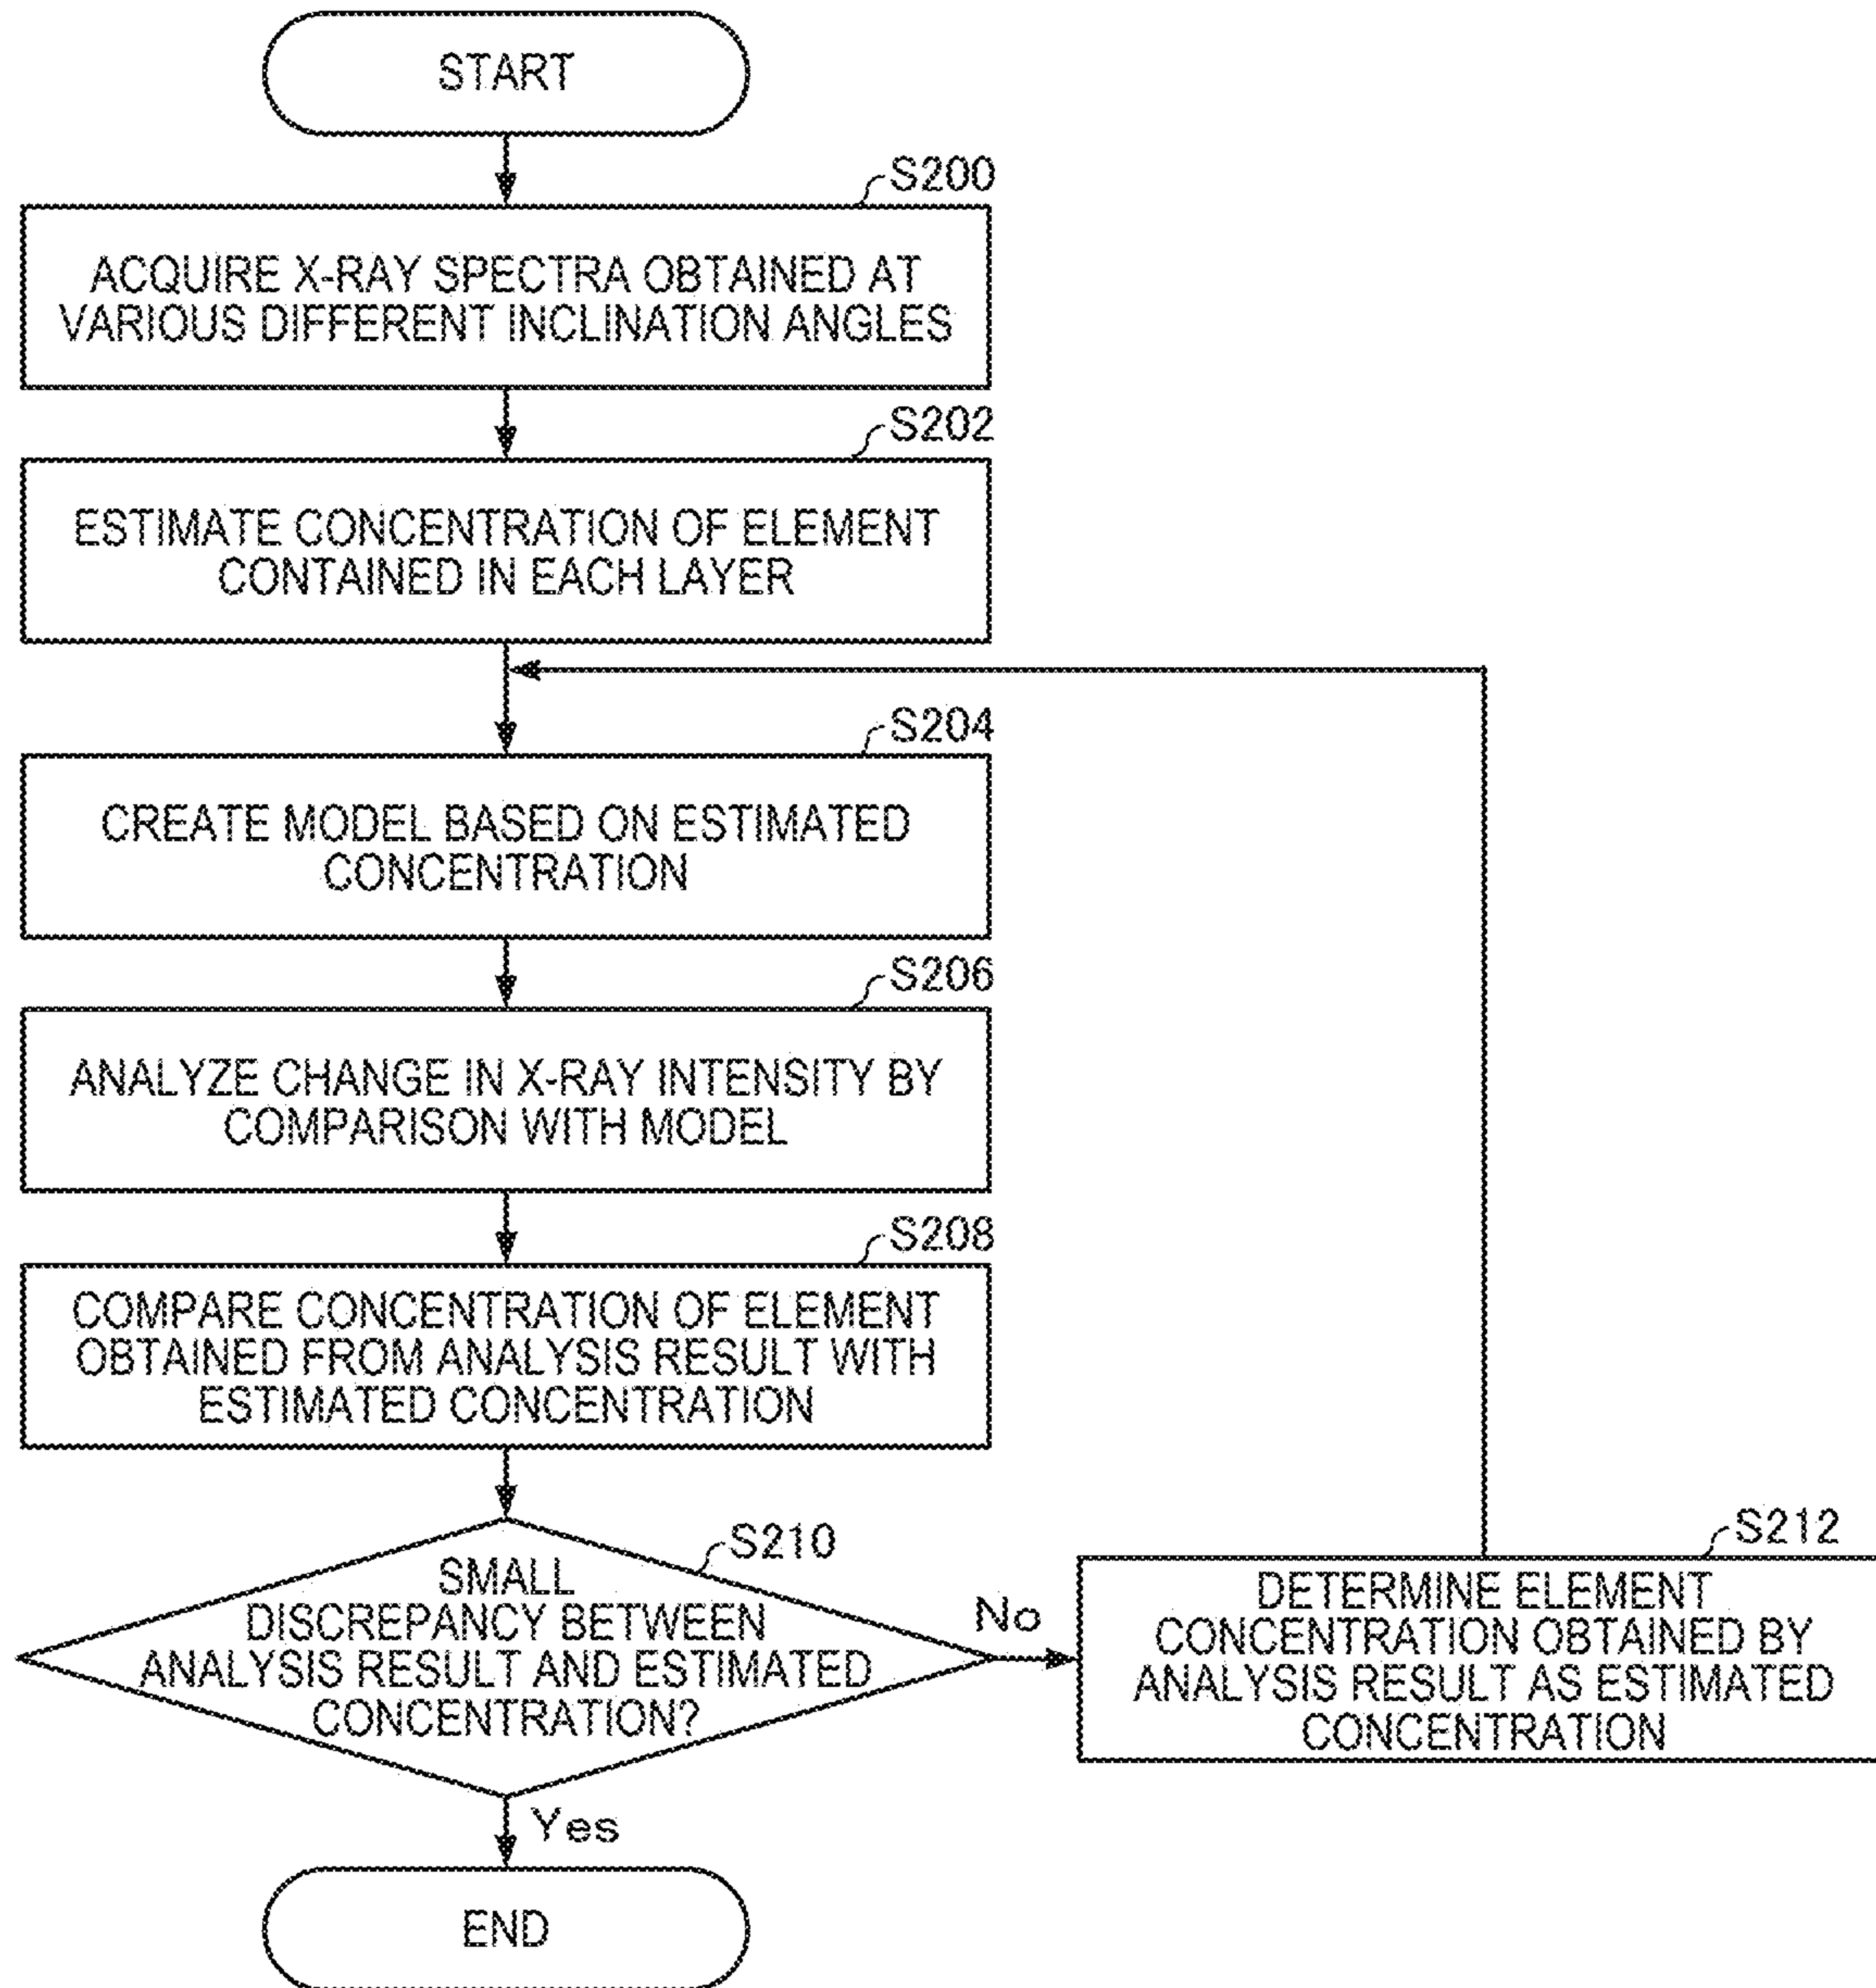 START
S200
ACQUIRE X-RAY SPECTRA OBTAINED AT
VARIOUS DIFFERENT INCLINATION ANGLES
S202
ESTIMATE CONCENTRATION OF ELEMENT
CONTAINED IN EACH LAYER
S204
CREATE MODEL BASED ON ESTIMATED
CONCENTRATION
S206
ANALYZE CHANGE IN X-RAY INTENSITY BY
COMPARISON WITH MODEL
S208
COMPARE CONCENTRATION OF ELEMENT
OBTAINED FROM ANALYSIS RESULT WITH
ESTIMATED CONCENTRATION
S210
SMALL
DISCREPANCY BETWEEN
ANALYSIS RESULT AND ESTIMATED
CONCENTRATION?
No
S212
DETERMINE ELEMENT
CONCENTRATION OBTAINED BY
ANALYSIS RESULT AS ESTIMATED
CONCENTRATION
Yes
END